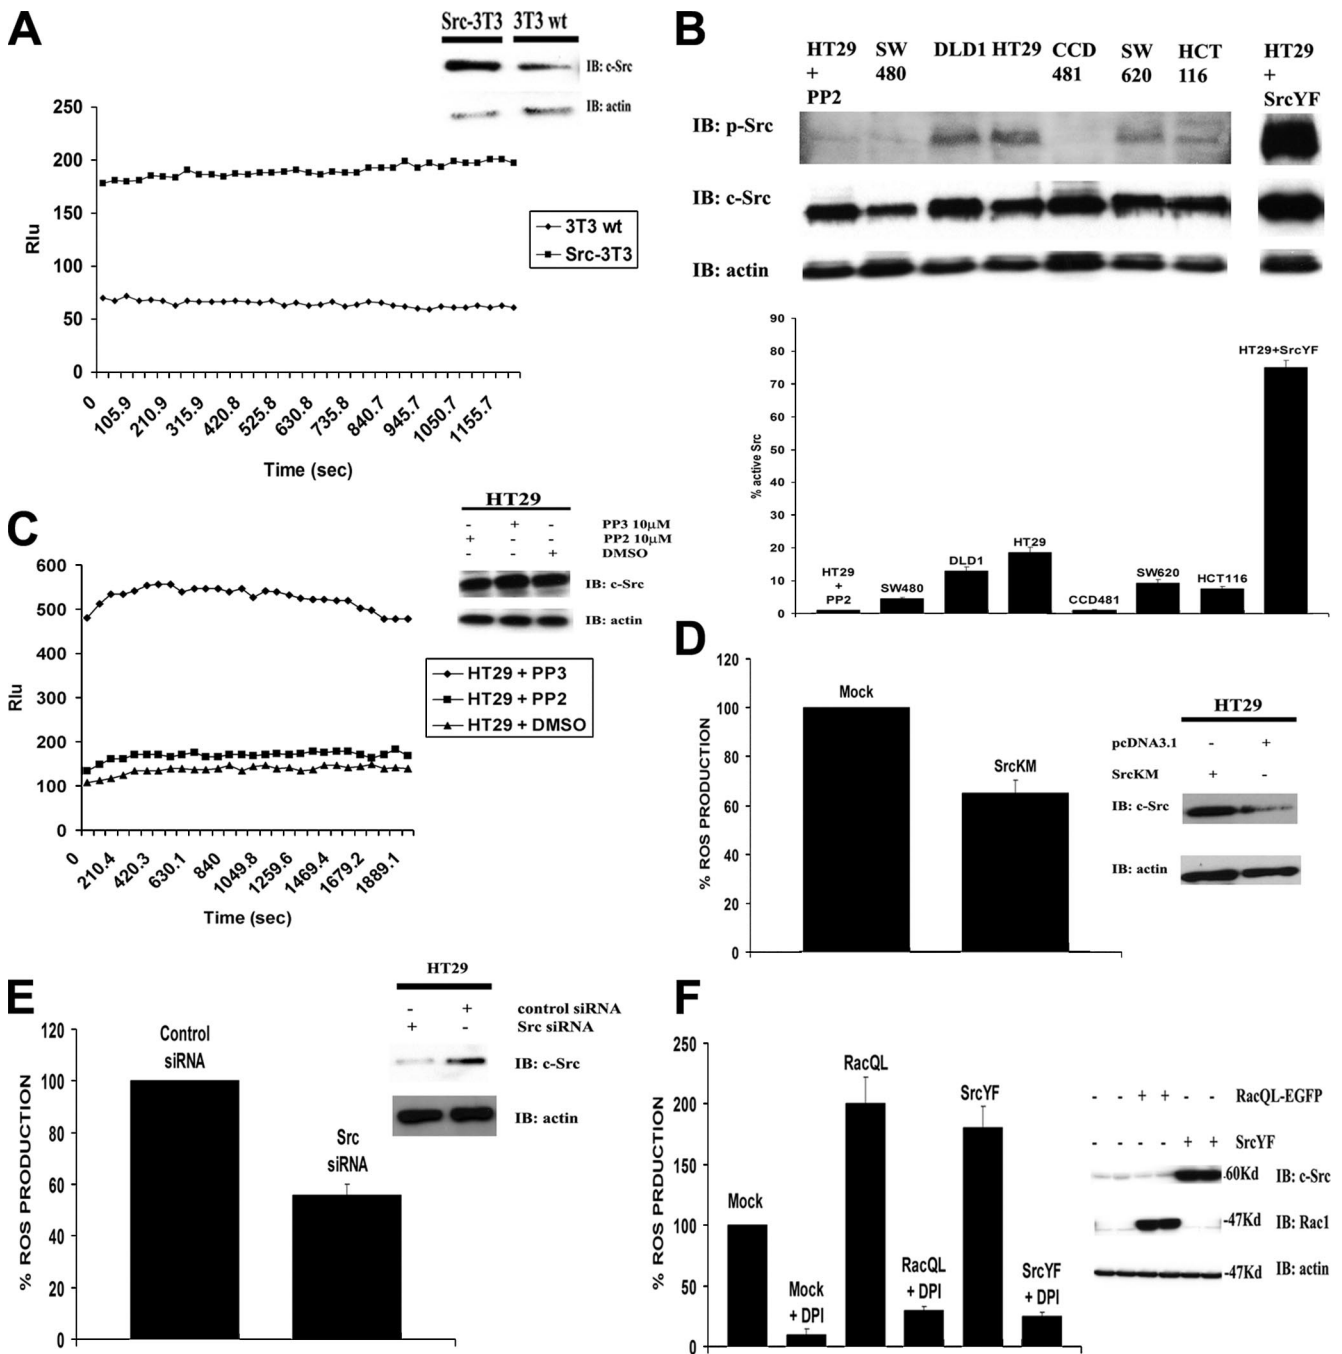 A
Src-3T3 3T3 wt
IB: c-Src
IB: actin
250
200
150
100
50
0
Rlu
3T3 wt
Src-3T3
0 105.9 210.9 315.9 420.8 525.8 630.8 735.8 840.7 945.7 1050.7 1155.7
Time (sec)
B
HT29 + PP2
SW 480
DLD1
HT29
CCD 481
SW 620
HCT 116
HT29 + SrcYF
IB: p-Src
IB: c-Src
IB: actin
90
80
70
60
50
40
30
20
10
0
% active Src
HT29 + PP2
SW480
DLD1
HT29
CCD481
SW620
HCT116
HT29+SrcYF
C
HT29
- + - PP3 10μM
+ - - PP2 10μM
- - + DMSO
IB: c-Src
IB: actin
600
500
400
300
200
100
0
Rlu
HT29 + PP3
HT29 + PP2
HT29 + DMSO
0 210.4 420.3 630.1 840 1049.8 1259.6 1469.4 1679.2 1889.1
Time (sec)
D
120
100
80
60
40
20
0
% ROS PRODUCTION
Mock
SrcKM
HT29
pcDNA3.1 - +
SrcKM + -
IB: c-Src
IB: actin
E
120
100
80
60
40
20
0
% ROS PRODUCTION
Control siRNA
Src siRNA
HT29
- + control siRNA
+ - Src siRNA
IB: c-Src
IB: actin
F
250
200
150
100
50
0
% ROS PRDUCTION
Mock
Mock + DPI
RacQL
RacQL + DPI
SrcYF
SrcYF + DPI
- - + + - - RacQL-EGFP
- - - - + + SrcYF
-60Kd IB: c-Src
-47Kd IB: Rac1
-47Kd IB: actin